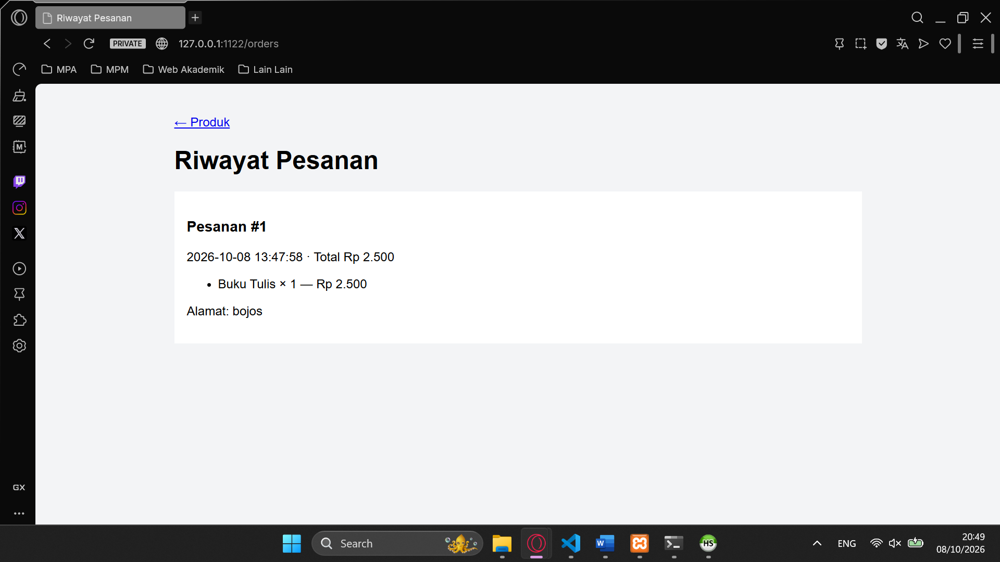 Riwayat Pesanan
PRIVATE
127.0.0.1:1122/orders
MPA
MPM
Web Akademik
Lain Lain
M
← Produk
Riwayat Pesanan
Pesanan #1
2026-10-08 13:47:58 · Total Rp 2.500
• Buku Tulis × 1 — Rp 2.500
Alamat: bojos
GX
Search
W
HS
ENG
20:49
08/10/2026